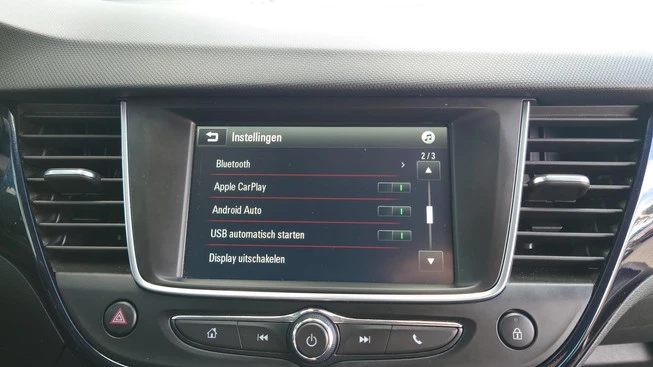 Instellingen
Bluetooth
2/3
Apple CarPlay
Android Auto
USB automatisch starten
Display uitschakelen